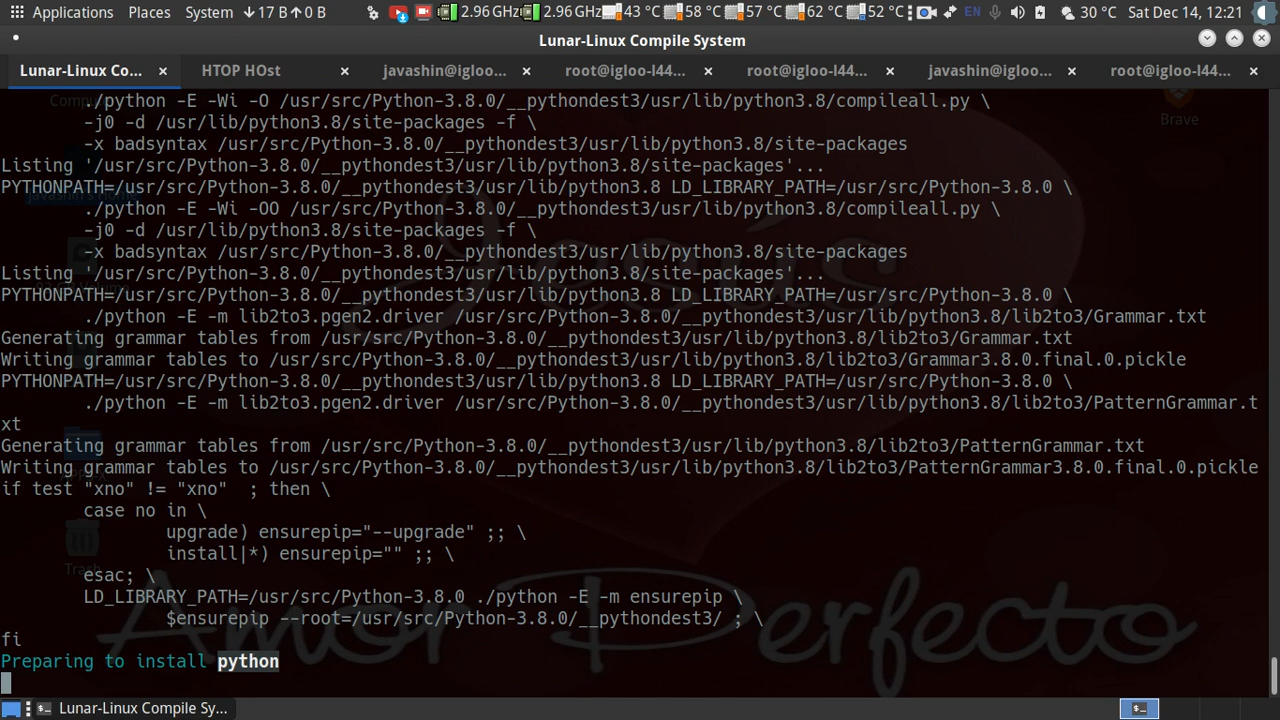 Applications Places System 17 B 0 B 2.96 GHz 2.96 GHz 43 °C 58 °C 57 °C 62 °C 52 °C EN 30 °C Sat Dec 14, 12:21
Lunar-Linux Compile System
Lunar-Linux Co... HTOP HOst javashin@igloo... root@igloo-l44... root@igloo-l44... javashin@igloo... root@igloo-l44...
./python -E -Wi -O /usr/src/Python-3.8.0/__pythondest3/usr/lib/python3.8/compileall.py \
-j0 -d /usr/lib/python3.8/site-packages -f \
-x badsyntax /usr/src/Python-3.8.0/__pythondest3/usr/lib/python3.8/site-packages
Listing '/usr/src/Python-3.8.0/__pythondest3/usr/lib/python3.8/site-packages'...
PYTHONPATH=/usr/src/Python-3.8.0/__pythondest3/usr/lib/python3.8 LD_LIBRARY_PATH=/usr/src/Python-3.8.0 \
./python -E -Wi -OO /usr/src/Python-3.8.0/__pythondest3/usr/lib/python3.8/compileall.py \
-j0 -d /usr/lib/python3.8/site-packages -f \
-x badsyntax /usr/src/Python-3.8.0/__pythondest3/usr/lib/python3.8/site-packages
Listing '/usr/src/Python-3.8.0/__pythondest3/usr/lib/python3.8/site-packages'...
PYTHONPATH=/usr/src/Python-3.8.0/__pythondest3/usr/lib/python3.8 LD_LIBRARY_PATH=/usr/src/Python-3.8.0 \
./python -E -m lib2to3.pgen2.driver /usr/src/Python-3.8.0/__pythondest3/usr/lib/python3.8/lib2to3/Grammar.txt
Generating grammar tables from /usr/src/Python-3.8.0/__pythondest3/usr/lib/python3.8/lib2to3/Grammar.txt
Writing grammar tables to /usr/src/Python-3.8.0/__pythondest3/usr/lib/python3.8/lib2to3/Grammar3.8.0.final.0.pickle
PYTHONPATH=/usr/src/Python-3.8.0/__pythondest3/usr/lib/python3.8 LD_LIBRARY_PATH=/usr/src/Python-3.8.0 \
./python -E -m lib2to3.pgen2.driver /usr/src/Python-3.8.0/__pythondest3/usr/lib/python3.8/lib2to3/PatternGrammar.t
xt
Generating grammar tables from /usr/src/Python-3.8.0/__pythondest3/usr/lib/python3.8/lib2to3/PatternGrammar.txt
Writing grammar tables to /usr/src/Python-3.8.0/__pythondest3/usr/lib/python3.8/lib2to3/PatternGrammar3.8.0.final.0.pickle
if test "xno" != "xno" ; then \
case no in \
upgrade) ensurepip="--upgrade" ;; \
install|*) ensurepip="" ;; \
esac; \
LD_LIBRARY_PATH=/usr/src/Python-3.8.0 ./python -E -m ensurepip \
$ensurepip --root=/usr/src/Python-3.8.0/__pythondest3/ ; \
fi
Preparing to install python
Brave
javashin's Home
Trash
Jesús
Amor Perfecto
Lunar-Linux Compile Sy...